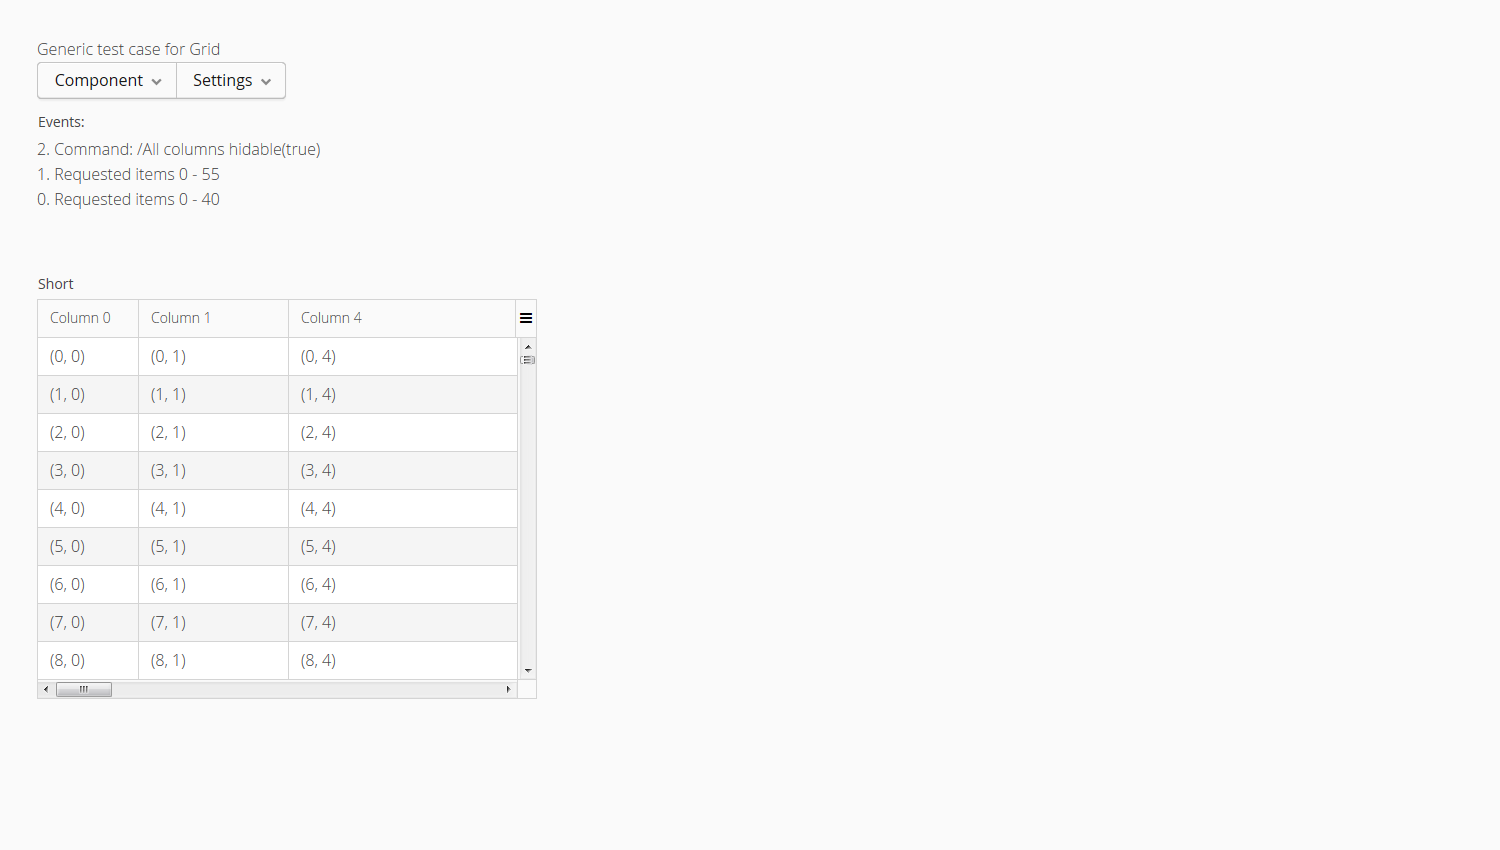 Generic test case for Grid
Component Settings
Events:
2. Command: /All columns hidable(true)
1. Requested items 0 - 55
0. Requested items 0 - 40
Short
Column 0 Column 1 Column 4
(0, 0) (0, 1) (0, 4)
(1, 0) (1, 1) (1, 4)
(2, 0) (2, 1) (2, 4)
(3, 0) (3, 1) (3, 4)
(4, 0) (4, 1) (4, 4)
(5, 0) (5, 1) (5, 4)
(6, 0) (6, 1) (6, 4)
(7, 0) (7, 1) (7, 4)
(8, 0) (8, 1) (8, 4)